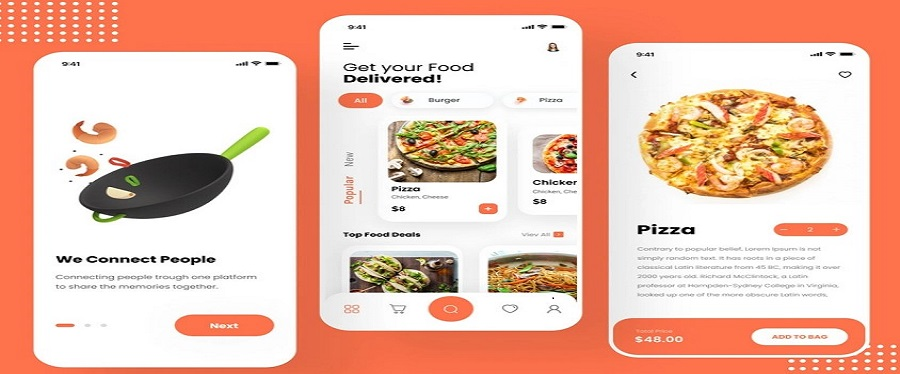 9:41
We Connect People
Connecting people trough one platform
to share the memories together.
Next
9:41
Get your Food
Delivered!
All
Burger
Pizza
New
Popular
Pizza
Chicken, Cheese
$8
Chicken
Chicken,
$8
Top Food Deals
View All
9:41
Pizza
2
Contrary to popular belief, Lorem Ipsum is not
simply random text. It has roots in a piece of
classical Latin literature from 45 BC, making it over
2000 years old. Richard McClintock, a Latin
professor at Hampden-Sydney College in Virginia,
looked up one of the more obscure Latin words,
Total Price
$48.00
ADD TO BAG